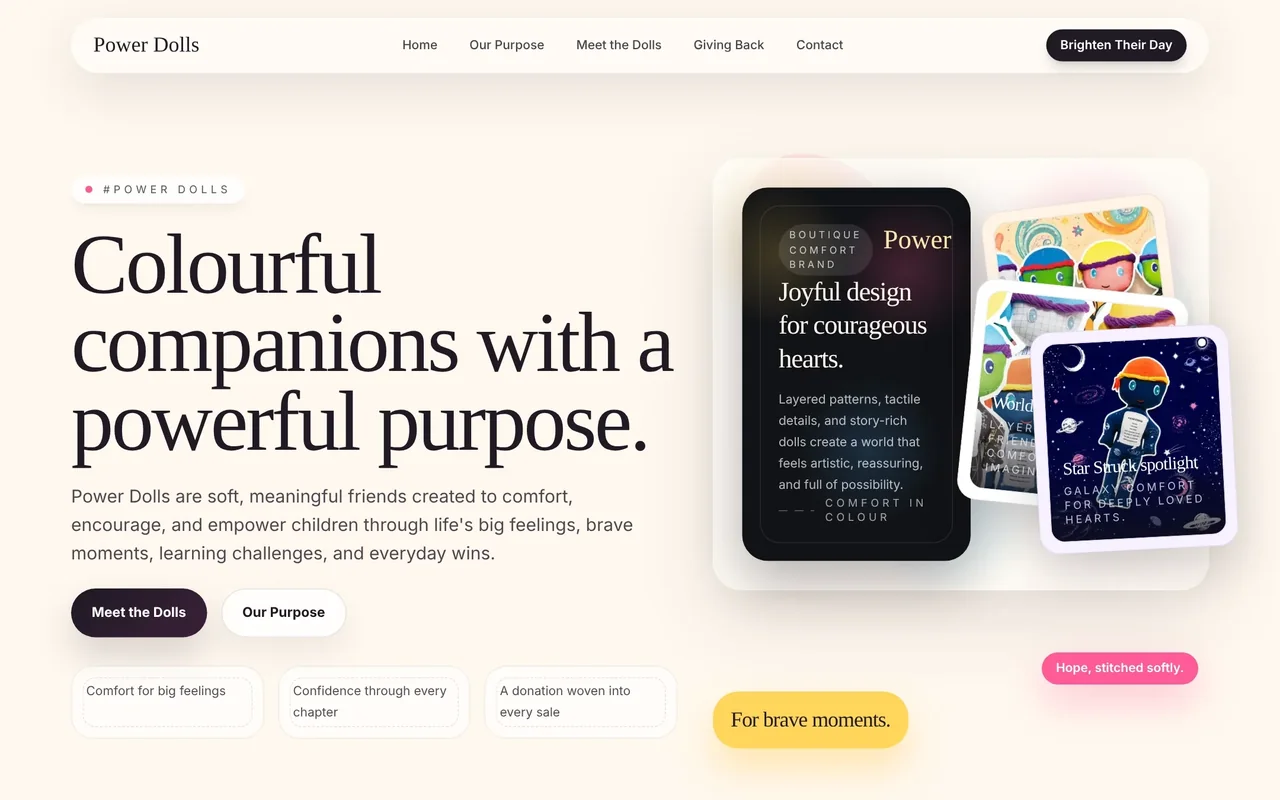 Power Dolls
Home
Our Purpose
Meet the Dolls
Giving Back
Contact
Brighten Their Day
#POWER DOLLS
Colourful
companions with a
powerful purpose.
Power Dolls are soft, meaningful friends created to comfort,
encourage, and empower children through life's big feelings, brave
moments, learning challenges, and everyday wins.
Meet the Dolls
Our Purpose
Comfort for big feelings
Confidence through every
chapter
A donation woven into
every sale
BOUTIQUE
COMFORT
BRAND
Power
Joyful design
for courageous
hearts.
Layered patterns, tactile
details, and story-rich
dolls create a world that
feels artistic, reassuring,
and full of possibility.
COMFORT IN
COLOUR
World
LAYER
FRIEN
COMFO
IMAGIN
Star Struck spotlight
GALAXY COMFORT
FOR DEEPLY LOVED
HEARTS.
Hope, stitched softly.
For brave moments.